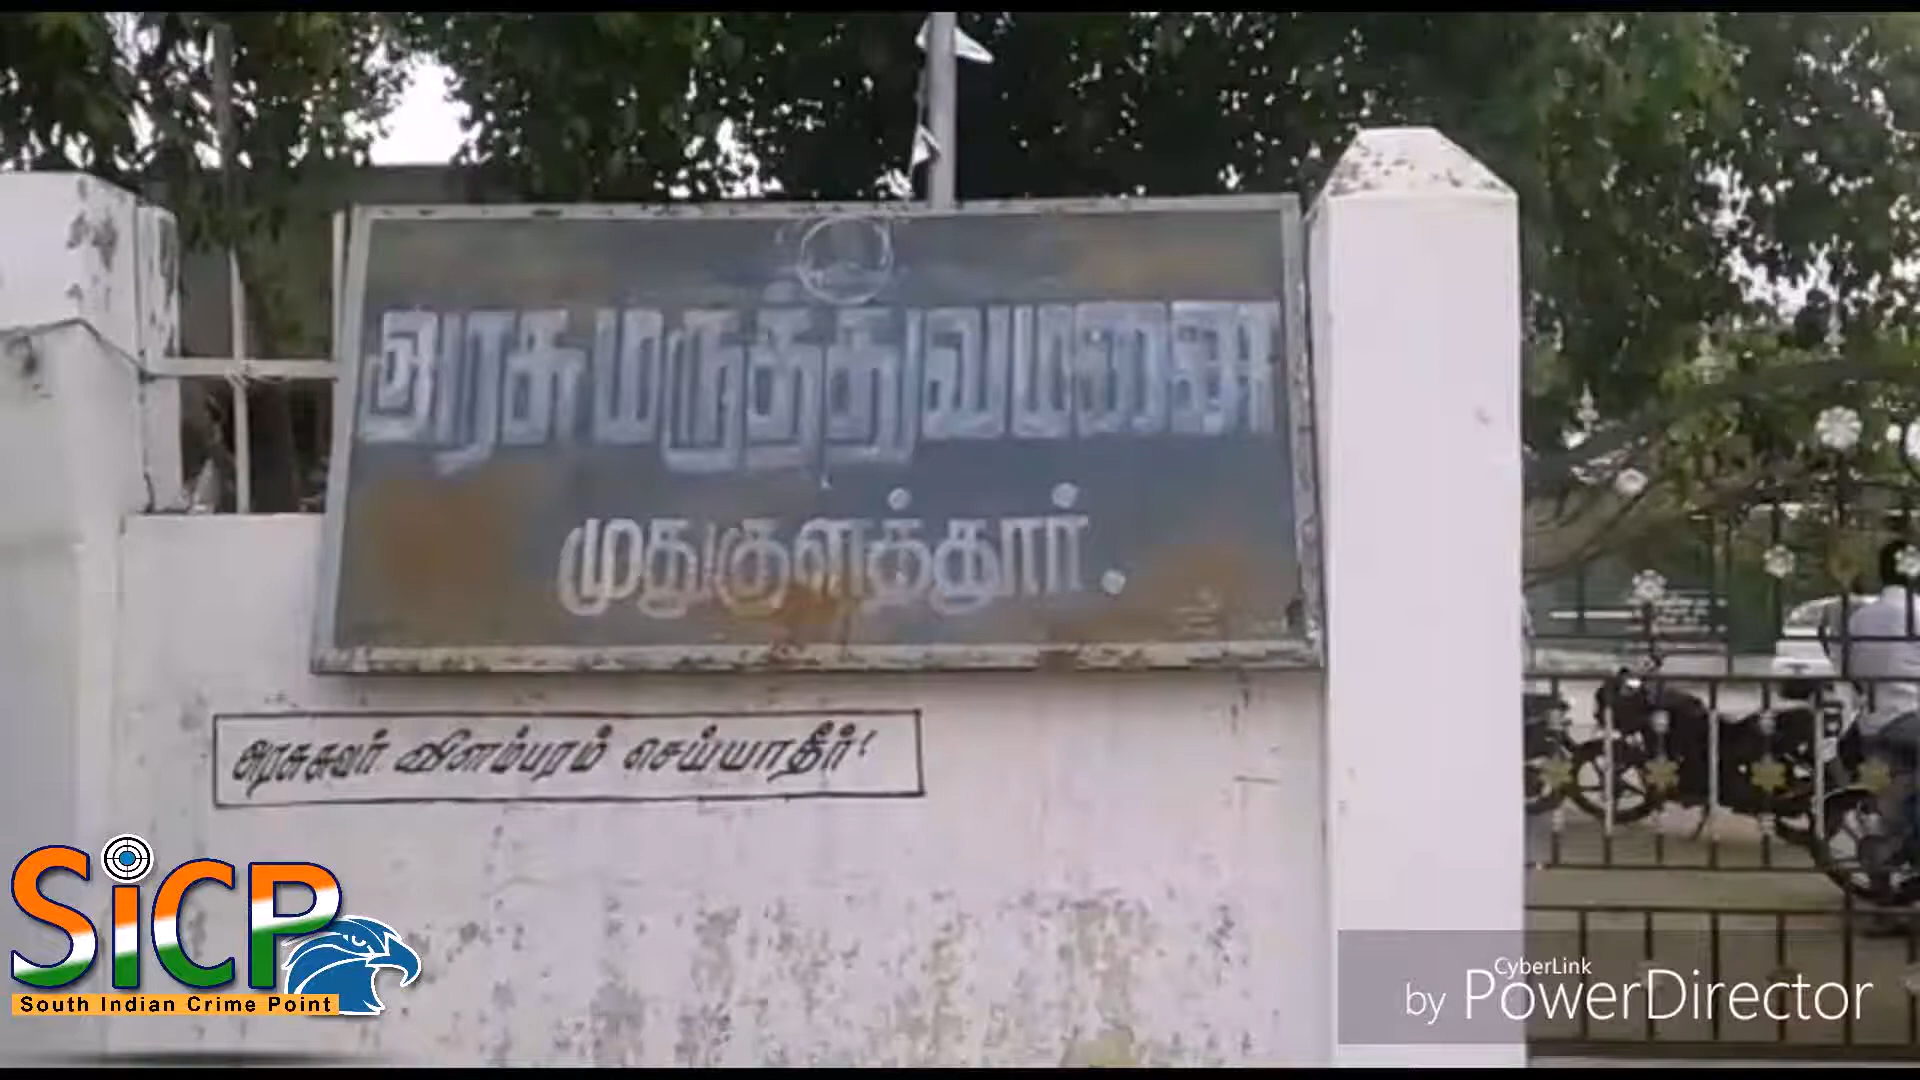 அரசு மருத்துவமனை
முதுகுளத்தூர்.
அரசுசுவர் விளம்பரம் செய்யாதீர்!
SiCP
South Indian Crime Point
CyberLink
by PowerDirector